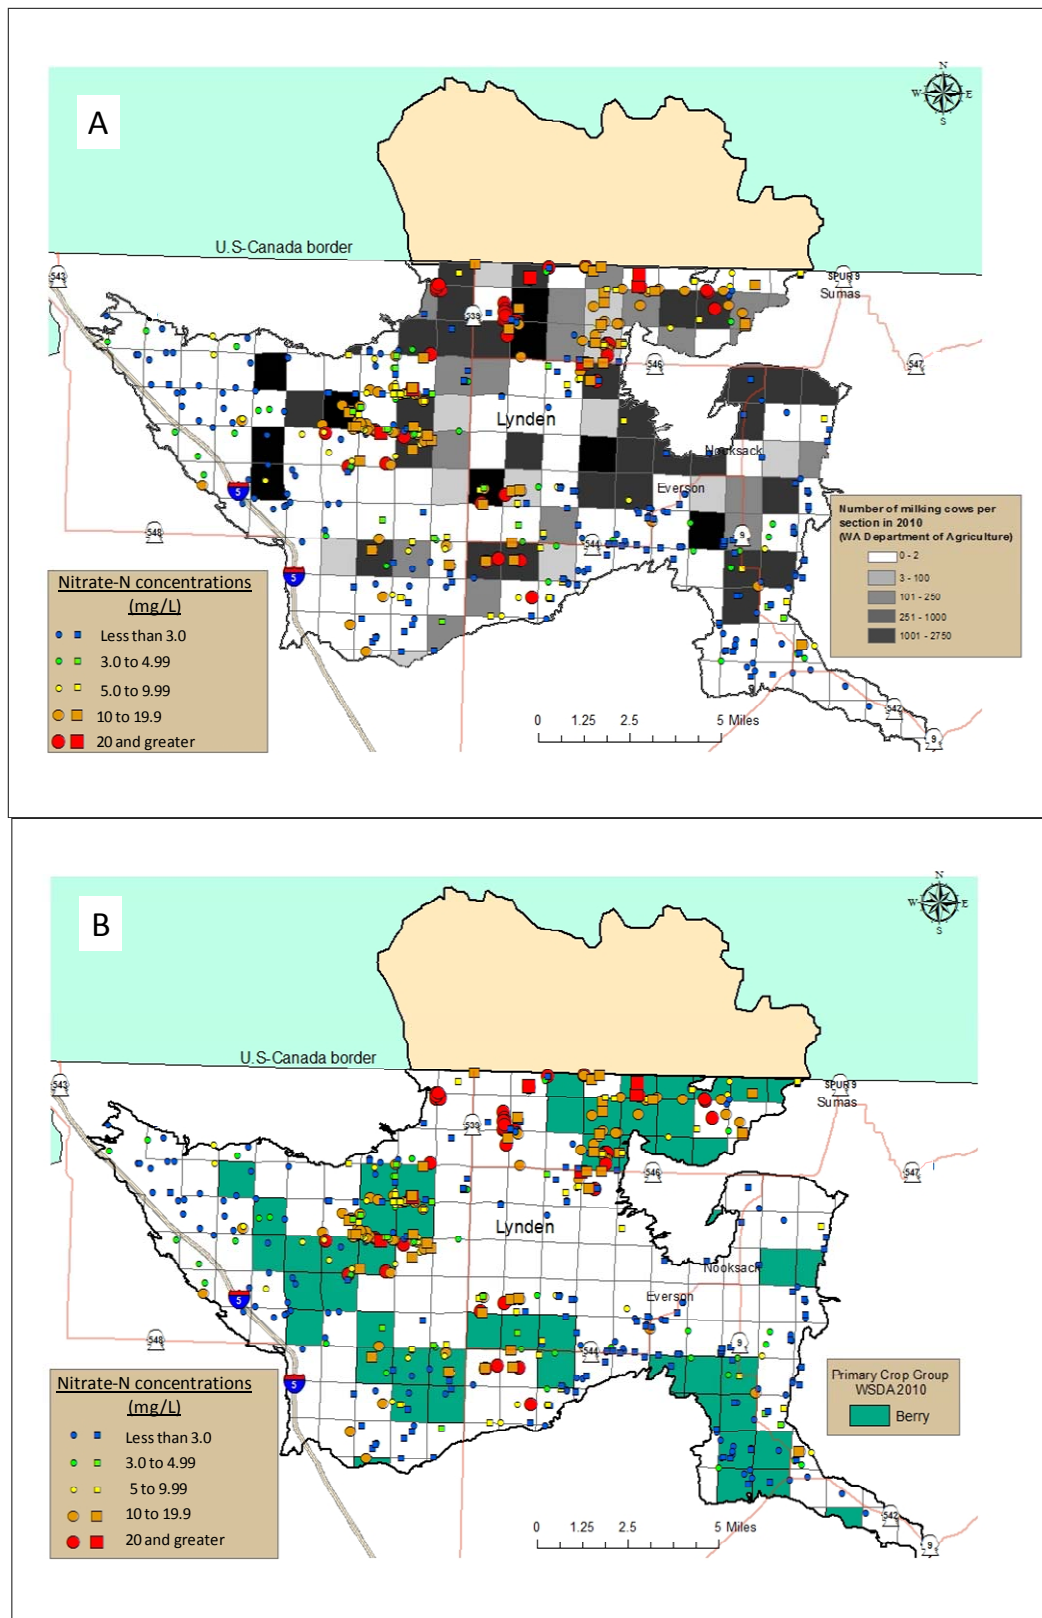 A
N
W E
S
U.S-Canada border
543
SPUR 9
Sumas
539
546
547
Lynden
Nooksack
Everson
5
548
544
9
Number of milking cows per
section in 2010
(WA Department of Agriculture)
0 - 2
3 - 100
101 - 250
251 - 1000
1001 - 2750
Nitrate-N concentrations
(mg/L)
Less than 3.0
3.0 to 4.99
5.0 to 9.99
10 to 19.9
20 and greater
5
0 1.25 2.5 5 Miles
542
9
B
N
W E
S
U.S-Canada border
543
SPUR 9
Sumas
539
546
547
Lynden
Nooksack
Everson
5
548
544
9
Primary Crop Group
WSDA 2010
Berry
Nitrate-N concentrations
(mg/L)
Less than 3.0
3.0 to 4.99
5 to 9.99
10 to 19.9
20 and greater
5
0 1.25 2.5 5 Miles
542
9